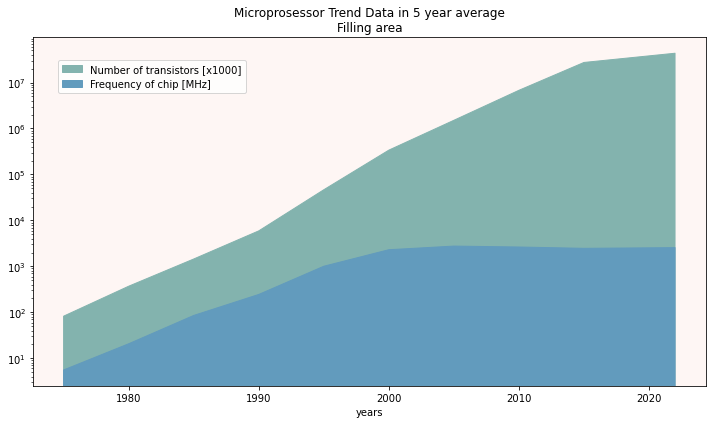 Microprosessor Trend Data in 5 year average
Filling area
Number of transistors [x1000]
Frequency of chip [MHz]
10⁷
10⁶
10⁵
10⁴
10³
10²
10¹
1980 1990 2000 2010 2020
years